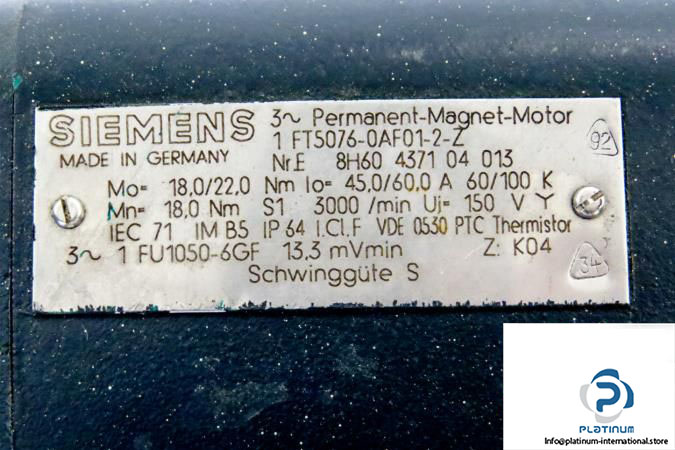 SIEMENS 3~ Permanent-Magnet-Motor
1 FT5076-0AF01-2-Z
MADE IN GERMANY Nr.E 8H60 4371 04 013
92
Mo= 18,0/22,0 Nm Io= 45,0/60,0 A 60/100 K
Mn= 18,0 Nm S1 3000 /min Uj= 150 V Y
IEC 71 IM B5 IP 64 I.Cl.F VDE 0530 PTC Thermistor
3~ 1 FU1050-6GF 13,3 mVmin Z: K04
34
Schwinggüte S
PLATINUM
Info@platinum-international.store